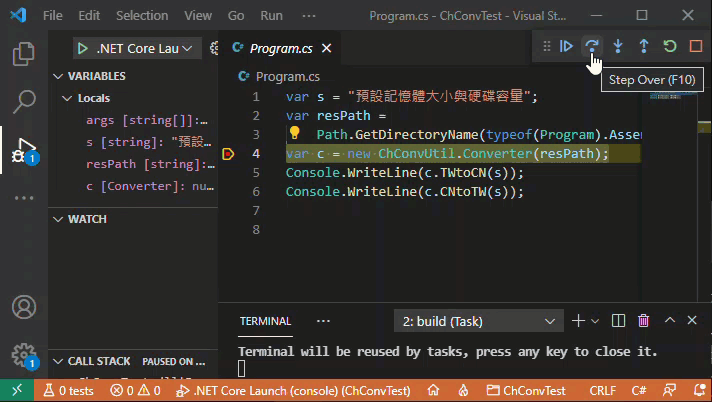 File Edit Selection View Go Run ··· Program.cs - ChConvTest - Visual St...
.NET Core Lau
Program.cs
Step Over (F10)
VARIABLES
Locals
args [string[]]:...
s [string]: "預設...
resPath [string]:...
c [Converter]: nu...
WATCH
CALL STACK PAUSED ON ...
Program.cs
1 var s = "預設記憶體大小與硬碟容量";
2 var resPath =
3 Path.GetDirectoryName(typeof(Program).Asse
4 var c = new ChConvUtil.Converter(resPath);
5 Console.WriteLine(c.TWtoCN(s));
6 Console.WriteLine(c.CNtoTW(s));
7
8
TERMINAL ··· 2: build (Task)
Terminal will be reused by tasks, press any key to close it.
1
1
0 tests 0 0 .NET Core Launch (console) (ChConvTest) ChConvTest CRLF C#